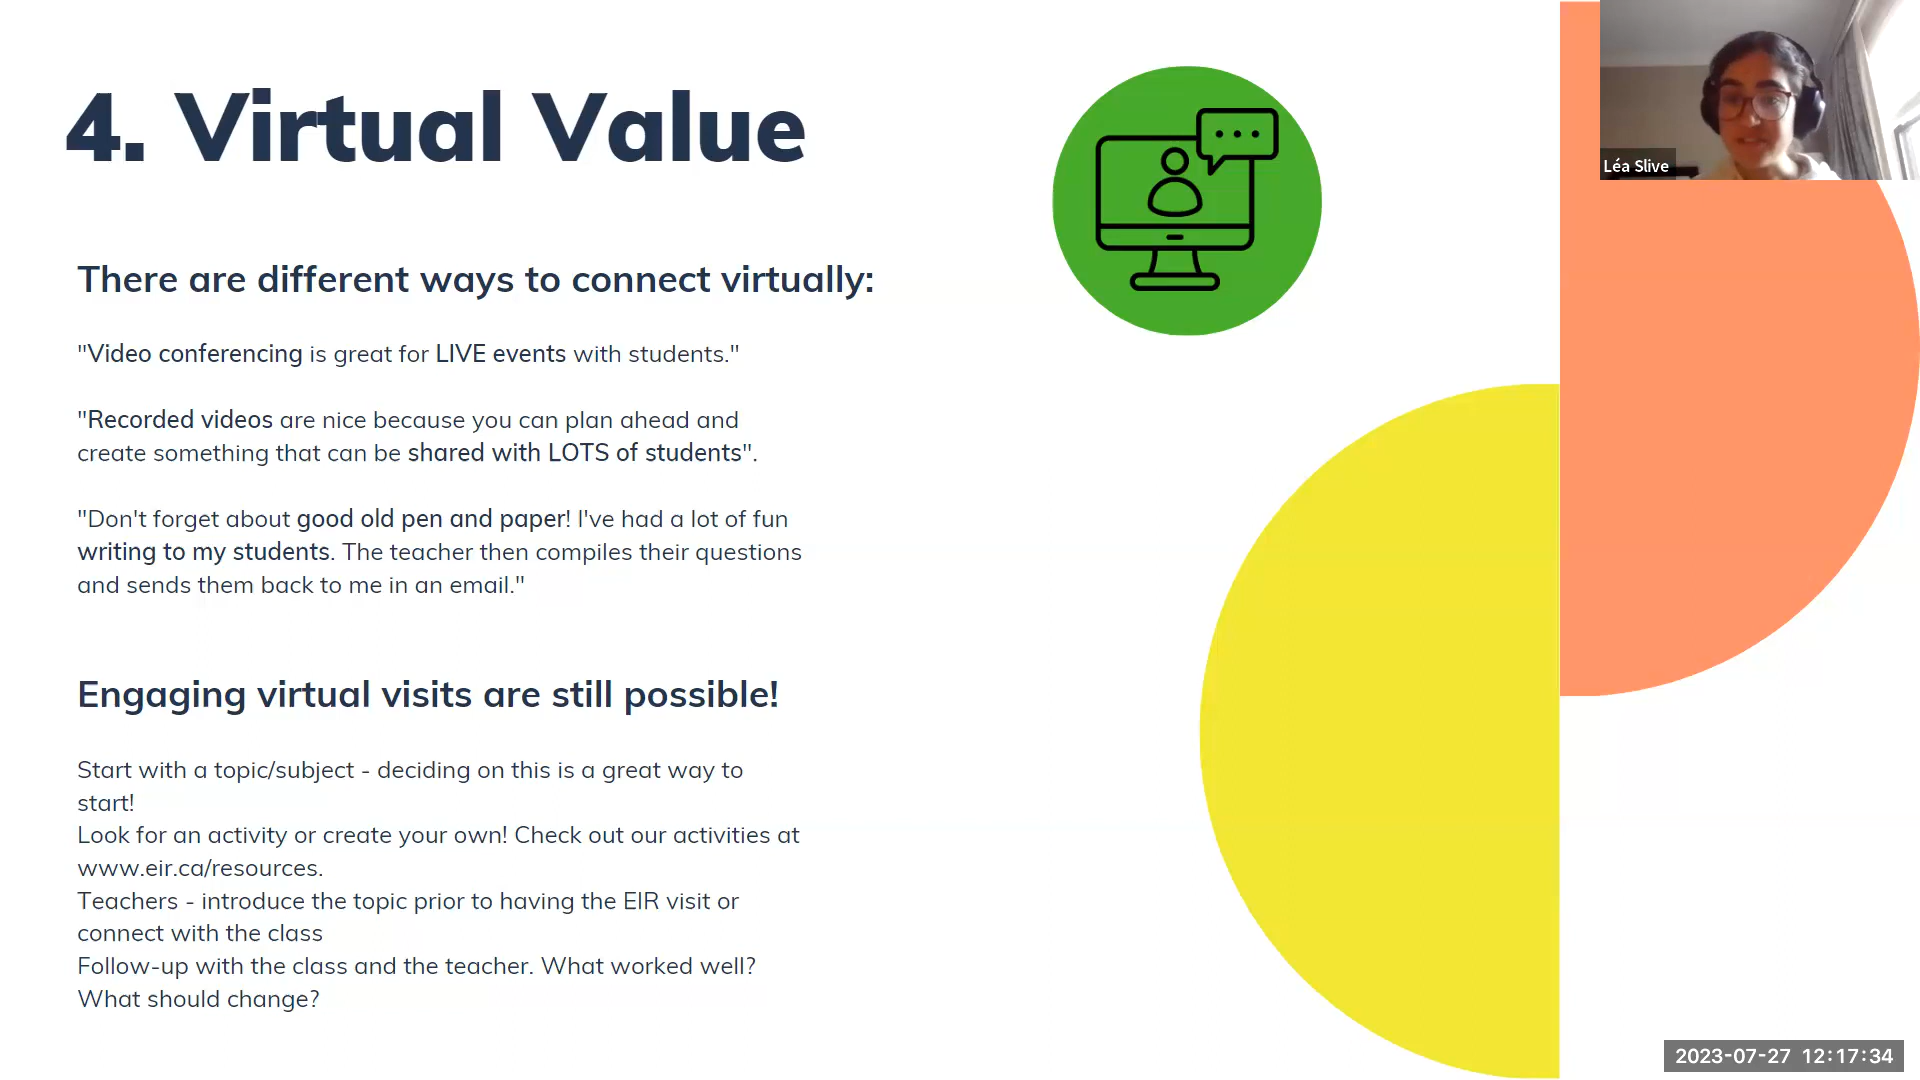 4. Virtual Value
Léa Slive
There are different ways to connect virtually:
"Video conferencing is great for LIVE events with students."
"Recorded videos are nice because you can plan ahead and
create something that can be shared with LOTS of students".
"Don't forget about good old pen and paper! I've had a lot of fun
writing to my students. The teacher then compiles their questions
and sends them back to me in an email."
Engaging virtual visits are still possible!
Start with a topic/subject - deciding on this is a great way to
start!
Look for an activity or create your own! Check out our activities at
www.eir.ca/resources.
Teachers - introduce the topic prior to having the EIR visit or
connect with the class
Follow-up with the class and the teacher. What worked well?
What should change?
2023-07-27 12:17:34